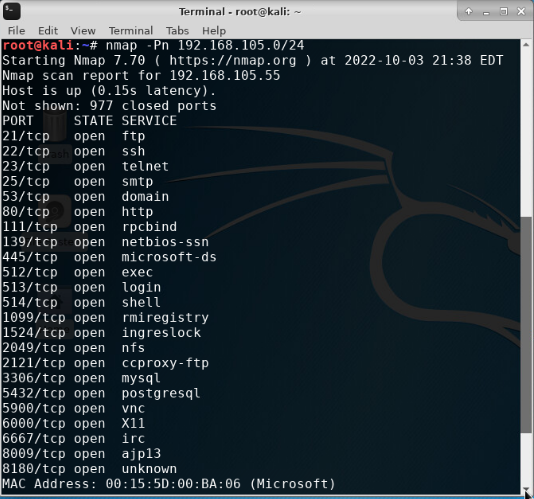 Terminal - root@kali: ~
File Edit View Terminal Tabs Help
root@kali:~# nmap -Pn 192.168.105.0/24
Starting Nmap 7.70 ( https://nmap.org ) at 2022-10-03 21:38 EDT
Nmap scan report for 192.168.105.55
Host is up (0.15s latency).
Not shown: 977 closed ports
PORT     STATE SERVICE
21/tcp   open  ftp
22/tcp   open  ssh
23/tcp   open  telnet
25/tcp   open  smtp
53/tcp   open  domain
80/tcp   open  http
111/tcp  open  rpcbind
139/tcp  open  netbios-ssn
445/tcp  open  microsoft-ds
512/tcp  open  exec
513/tcp  open  login
514/tcp  open  shell
1099/tcp open  rmiregistry
1524/tcp open  ingreslock
2049/tcp open  nfs
2121/tcp open  ccproxy-ftp
3306/tcp open  mysql
5432/tcp open  postgresql
5900/tcp open  vnc
6000/tcp open  X11
6667/tcp open  irc
8009/tcp open  ajp13
8180/tcp open  unknown
MAC Address: 00:15:5D:00:BA:06 (Microsoft)